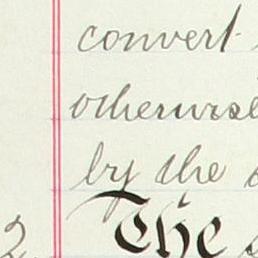 convert
otherwise
by the
2. The